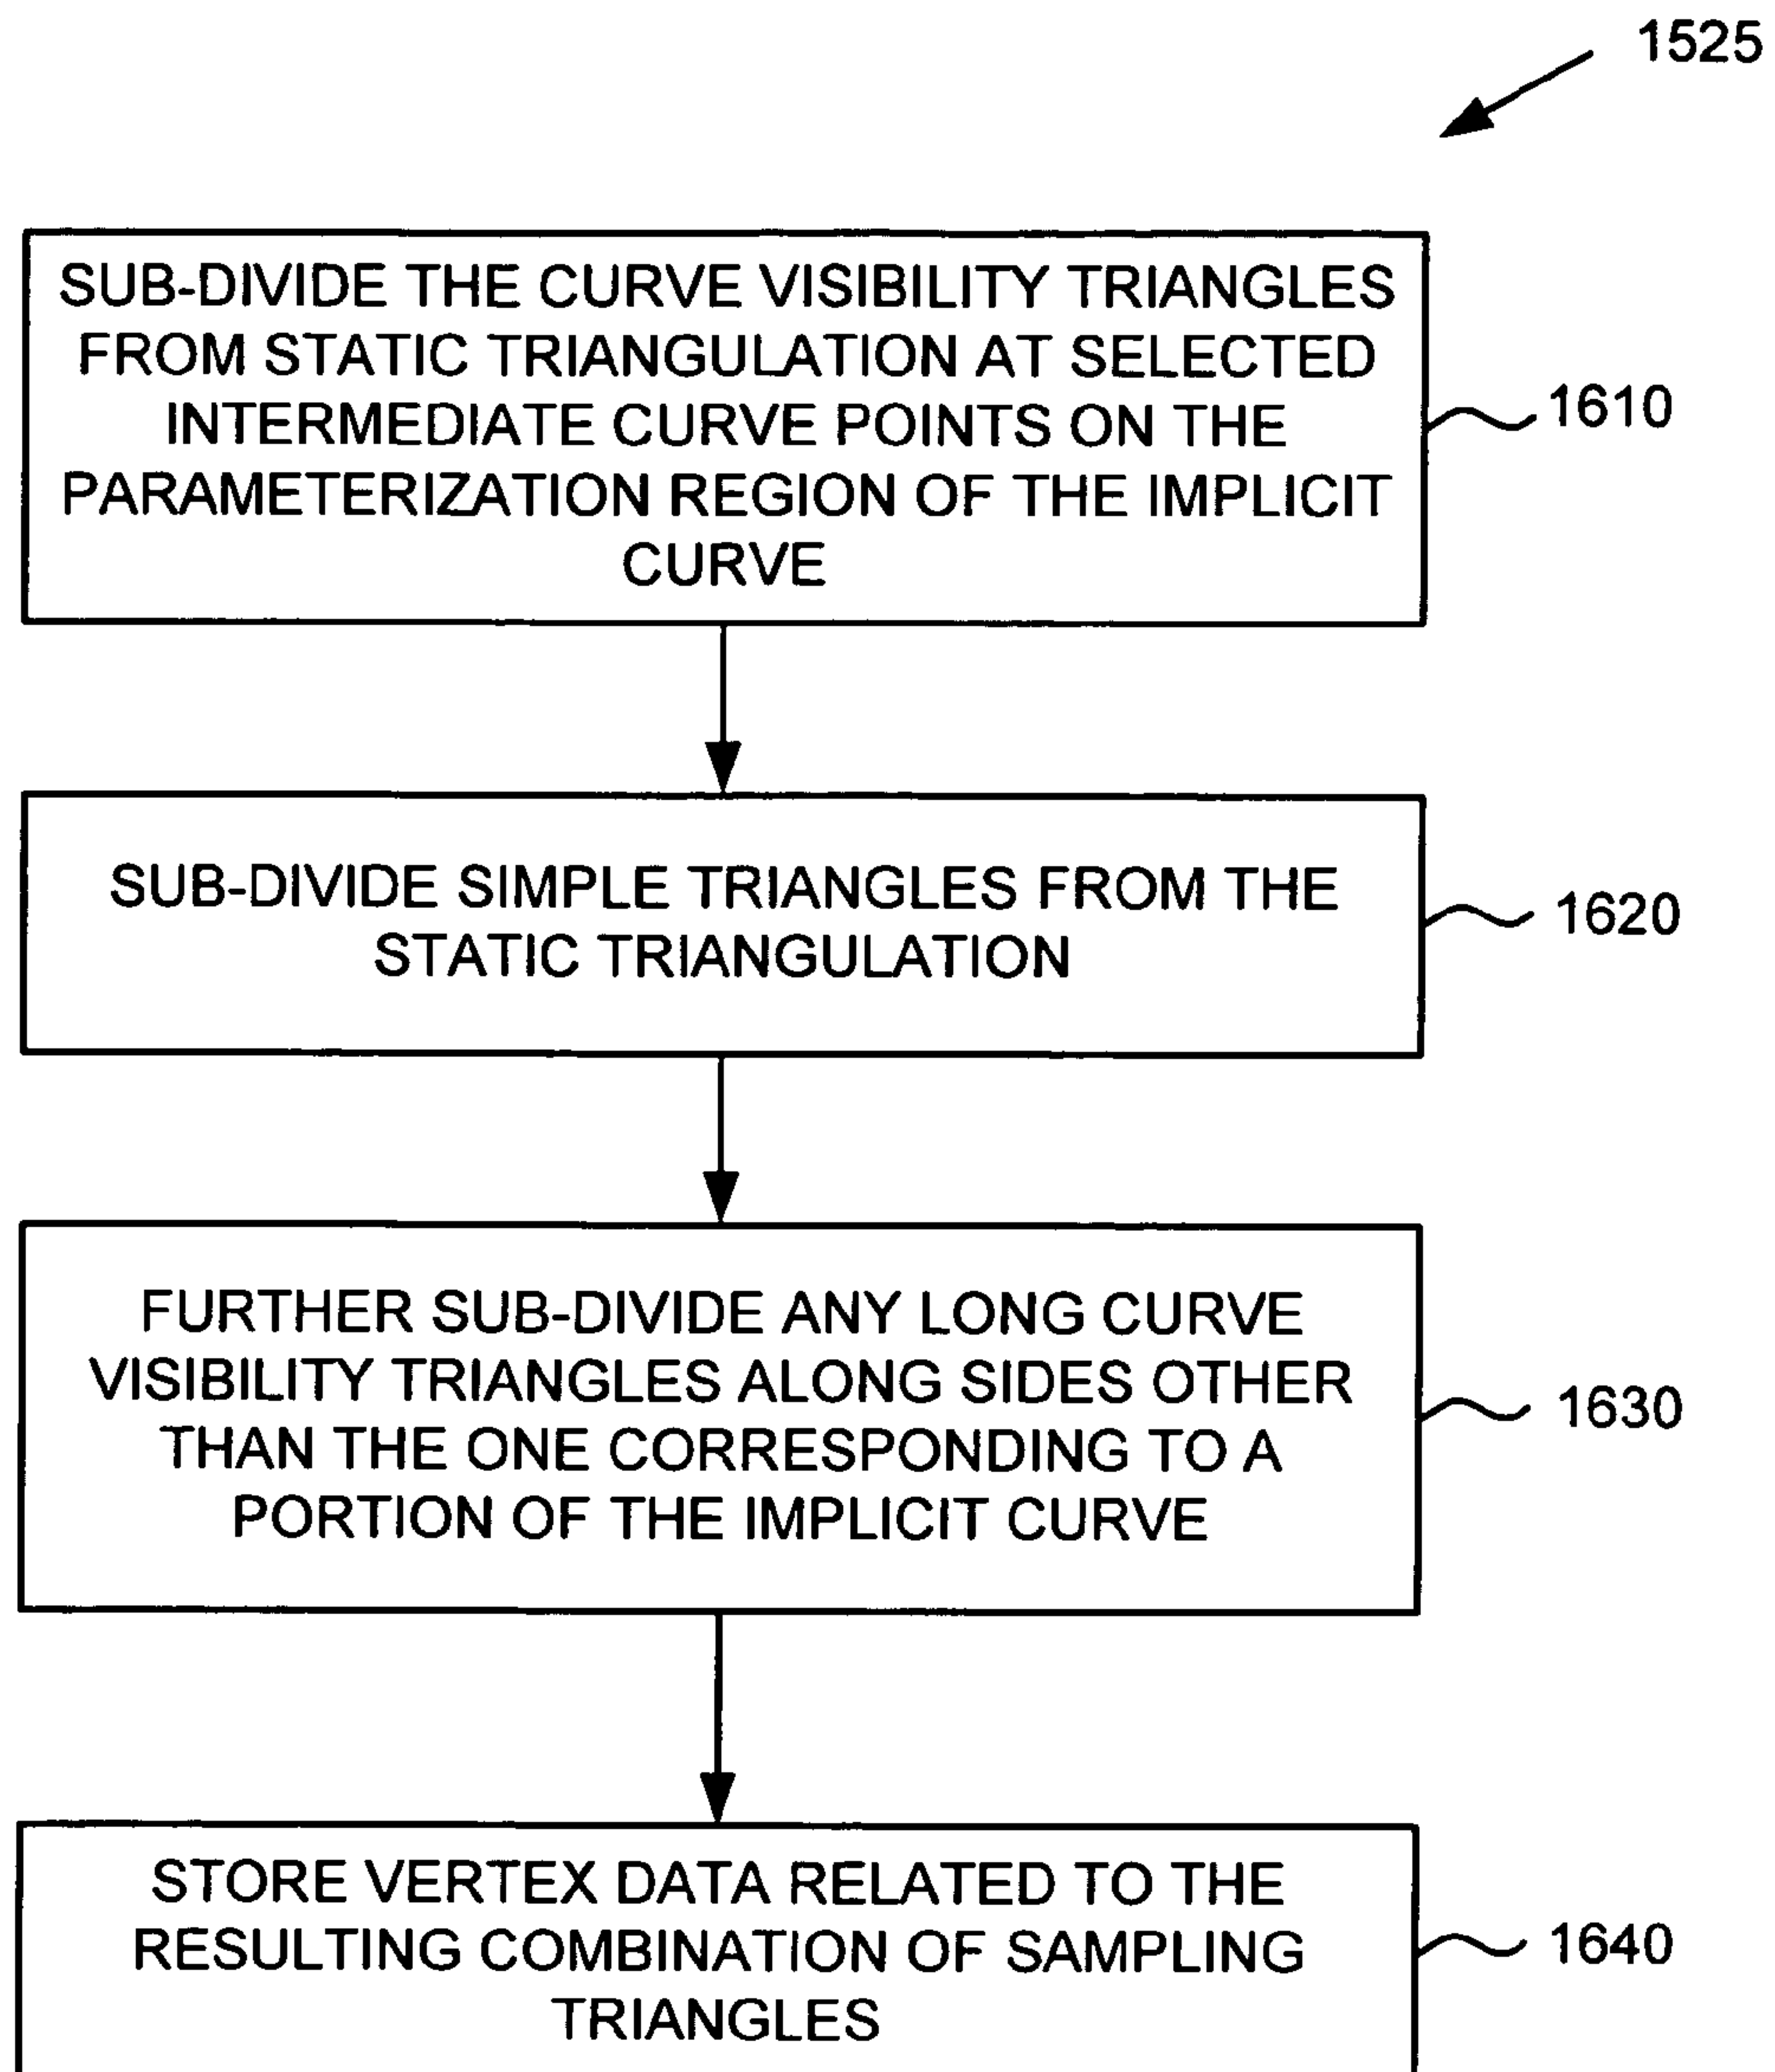 1525
SUB-DIVIDE THE CURVE VISIBILITY TRIANGLES
FROM STATIC TRIANGULATION AT SELECTED
INTERMEDIATE CURVE POINTS ON THE
PARAMETERIZATION REGION OF THE IMPLICIT
CURVE
1610
SUB-DIVIDE SIMPLE TRIANGLES FROM THE
STATIC TRIANGULATION
1620
FURTHER SUB-DIVIDE ANY LONG CURVE
VISIBILITY TRIANGLES ALONG SIDES OTHER
THAN THE ONE CORRESPONDING TO A
PORTION OF THE IMPLICIT CURVE
1630
STORE VERTEX DATA RELATED TO THE
RESULTING COMBINATION OF SAMPLING
TRIANGLES
1640